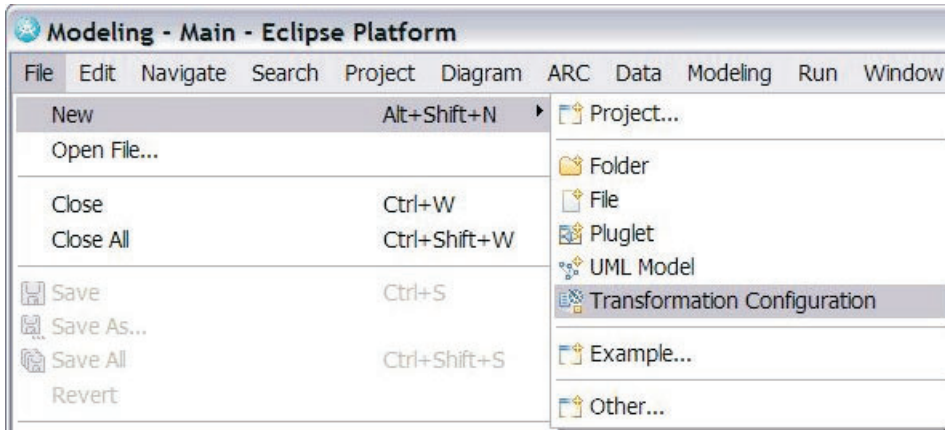 Modeling - Main - Eclipse Platform
File Edit Navigate Search Project Diagram ARC Data Modeling Run Window
New Alt+Shift+N
Open File...
Close Ctrl+W
Close All Ctrl+Shift+W
Save Ctrl+S
Save As...
Save All Ctrl+Shift+S
Revert
Project...
Folder
File
Pluglet
UML Model
Transformation Configuration
Example...
Other...